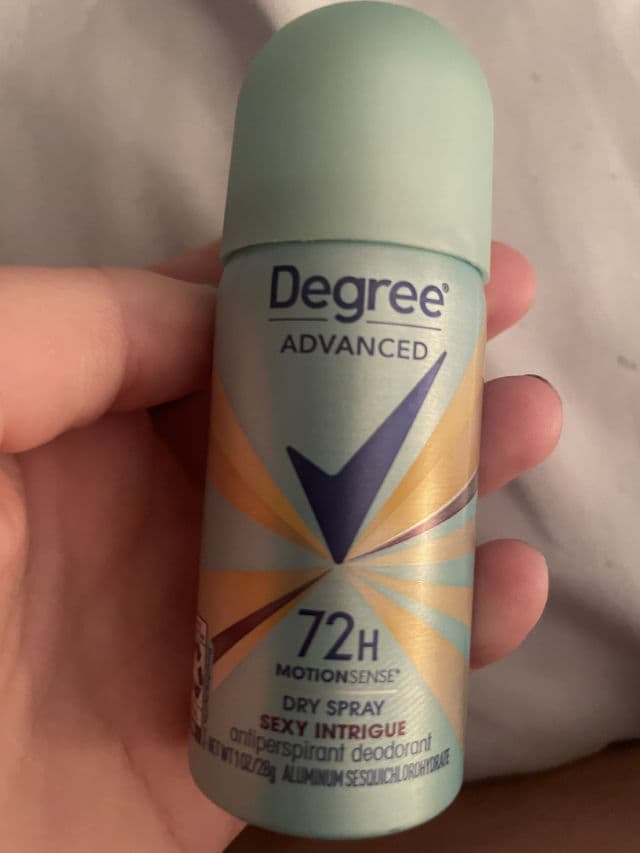 Degree®
ADVANCED
72H
MOTIONSENSE®
DRY SPRAY
SEXY INTRIGUE
antiperspirant deodorant
NET WT 1 OZ/28g ALUMINUM SESQUICHLOROHYDRATE